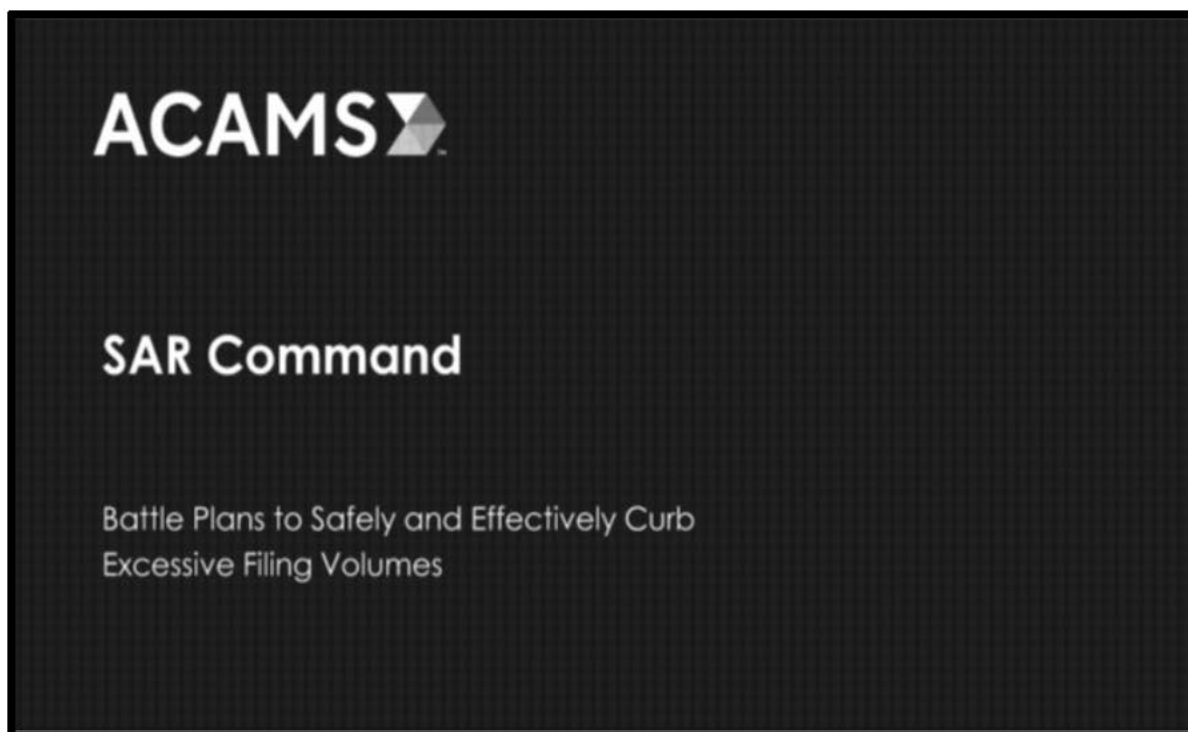 ACAMS
SAR Command
Battle Plans to Safely and Effectively Curb
Excessive Filing Volumes